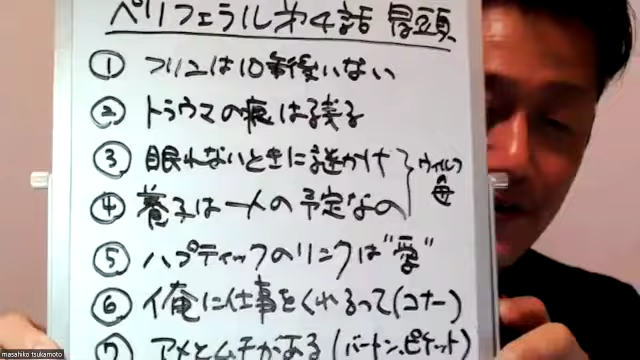 ペリフェラル第4話 冒頭
① フリンは10年後いない
② トラウマの痕は残る
③ 眠れないときに謎かけ
④ 養子は一人の予定なの
ウィルフの母
⑤ ハプティックのリンクは"愛"
⑥ イ俺に仕事をくれるって(コナー)
⑦ アメとムチがある(バートン、ピケット)
masahiko tsukamoto